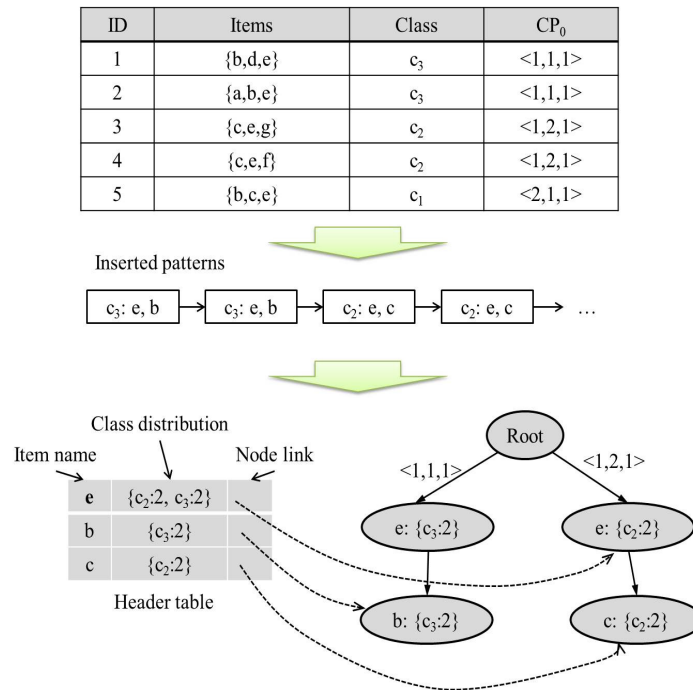 ID Items Class CP₀
1 {b,d,e} c₃ <1,1,1>
2 {a,b,e} c₃ <1,1,1>
3 {c,e,g} c₂ <1,2,1>
4 {c,e,f} c₂ <1,2,1>
5 {b,c,e} c₁ <2,1,1>
Inserted patterns
c₃: e, b c₃: e, b c₂: e, c c₂: e, c ...
Class distribution
Item name Node link
e {c₂:2, c₃:2}
b {c₃:2}
c {c₂:2}
Header table
Root
<1,1,1> <1,2,1>
e: {c₃:2} e: {c₂:2}
b: {c₃:2} c: {c₂:2}